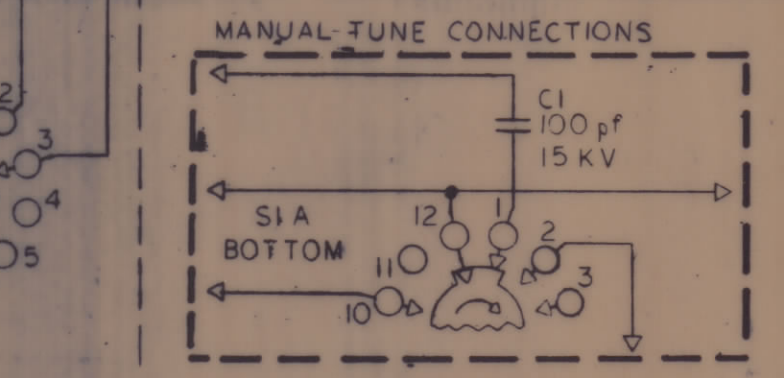 MANUAL-TUNE CONNECTIONS
C1
100 pf
15 KV
2
3
4
5
S1A
BOTTOM
12
1
2
11
3
10